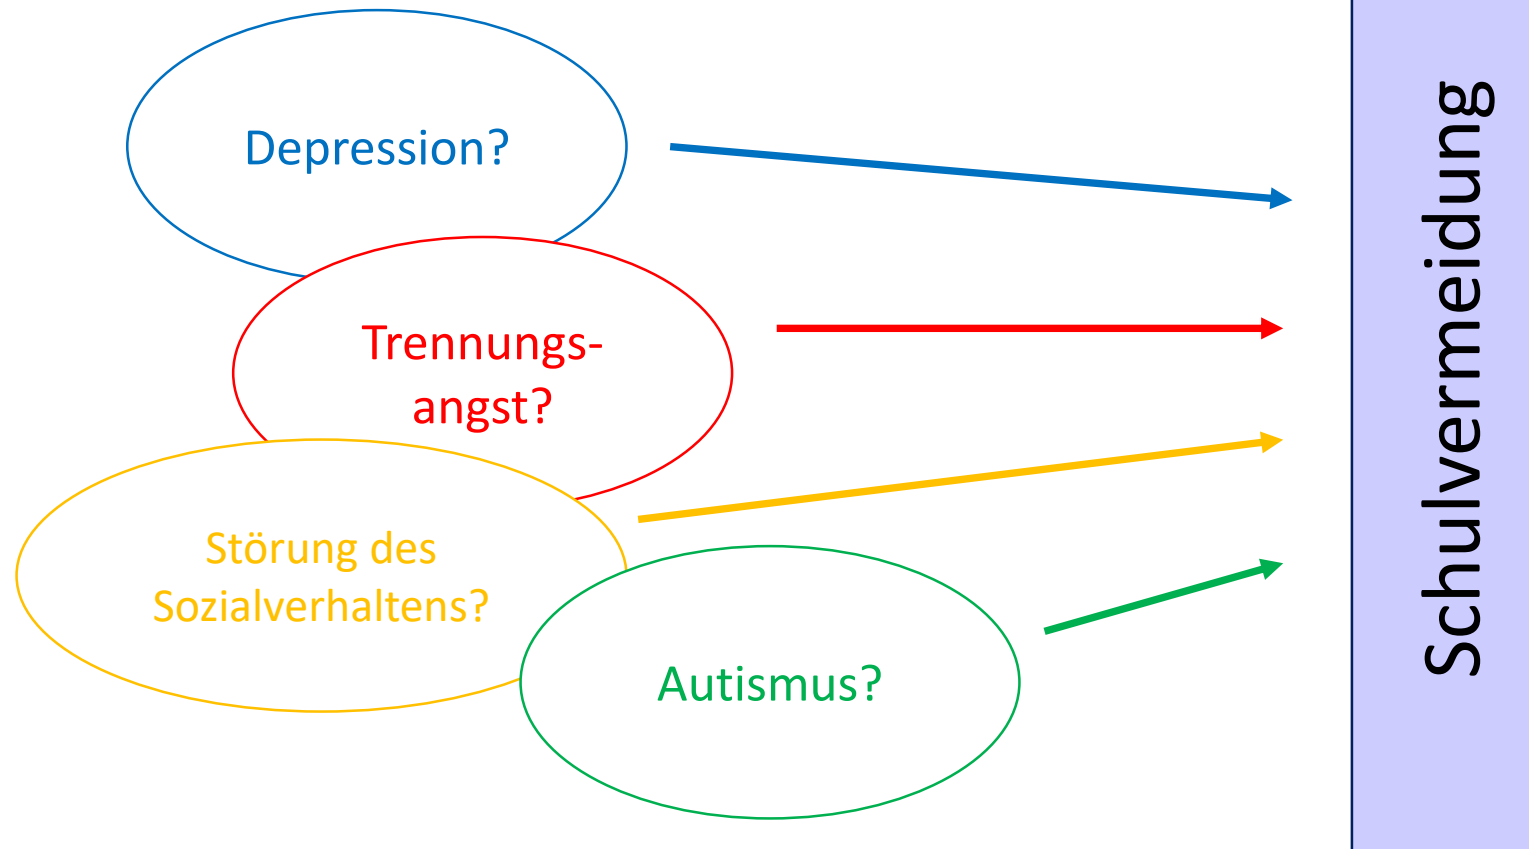 Depression?
Trennungs-
angst?
Störung des
Sozialverhaltens?
Autismus?
Schulvermeidung